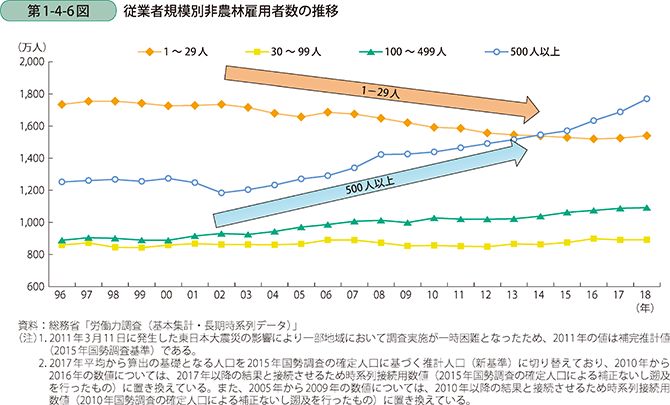 第1-4-6図 従業者規模別非農林雇用者数の推移
(万人)
1～29人 30～99人 100～499人 500人以上
2,000
1,800
1,600
1,400
1,200
1,000
800
600
1－29人
500人以上
96 97 98 99 00 01 02 03 04 05 06 07 08 09 10 11 12 13 14 15 16 17 18
(年)
資料：総務省「労働力調査（基本集計・長期時系列データ）」
(注)1. 2011年3月11日に発生した東日本大震災の影響により一部地域において調査実施が一時困難となったため、2011年の値は補完推計値
(2015年国勢調査基準）である。
2. 2017年平均から算出の基礎となる人口を2015年国勢調査の確定人口に基づく推計人口（新基準）に切り替えており、2010年から
2016年の数値については、2017年以降の結果と接続させるため時系列接続用数値（2015年国勢調査の確定人口による補正ないし遡及
を行ったもの）に置き換えている。また、2005年から2009年の数値については、2010年以降の結果と接続させるため時系列接続用
数値（2010年国勢調査の確定人口による補正ないし遡及を行ったもの）に置き換えている。